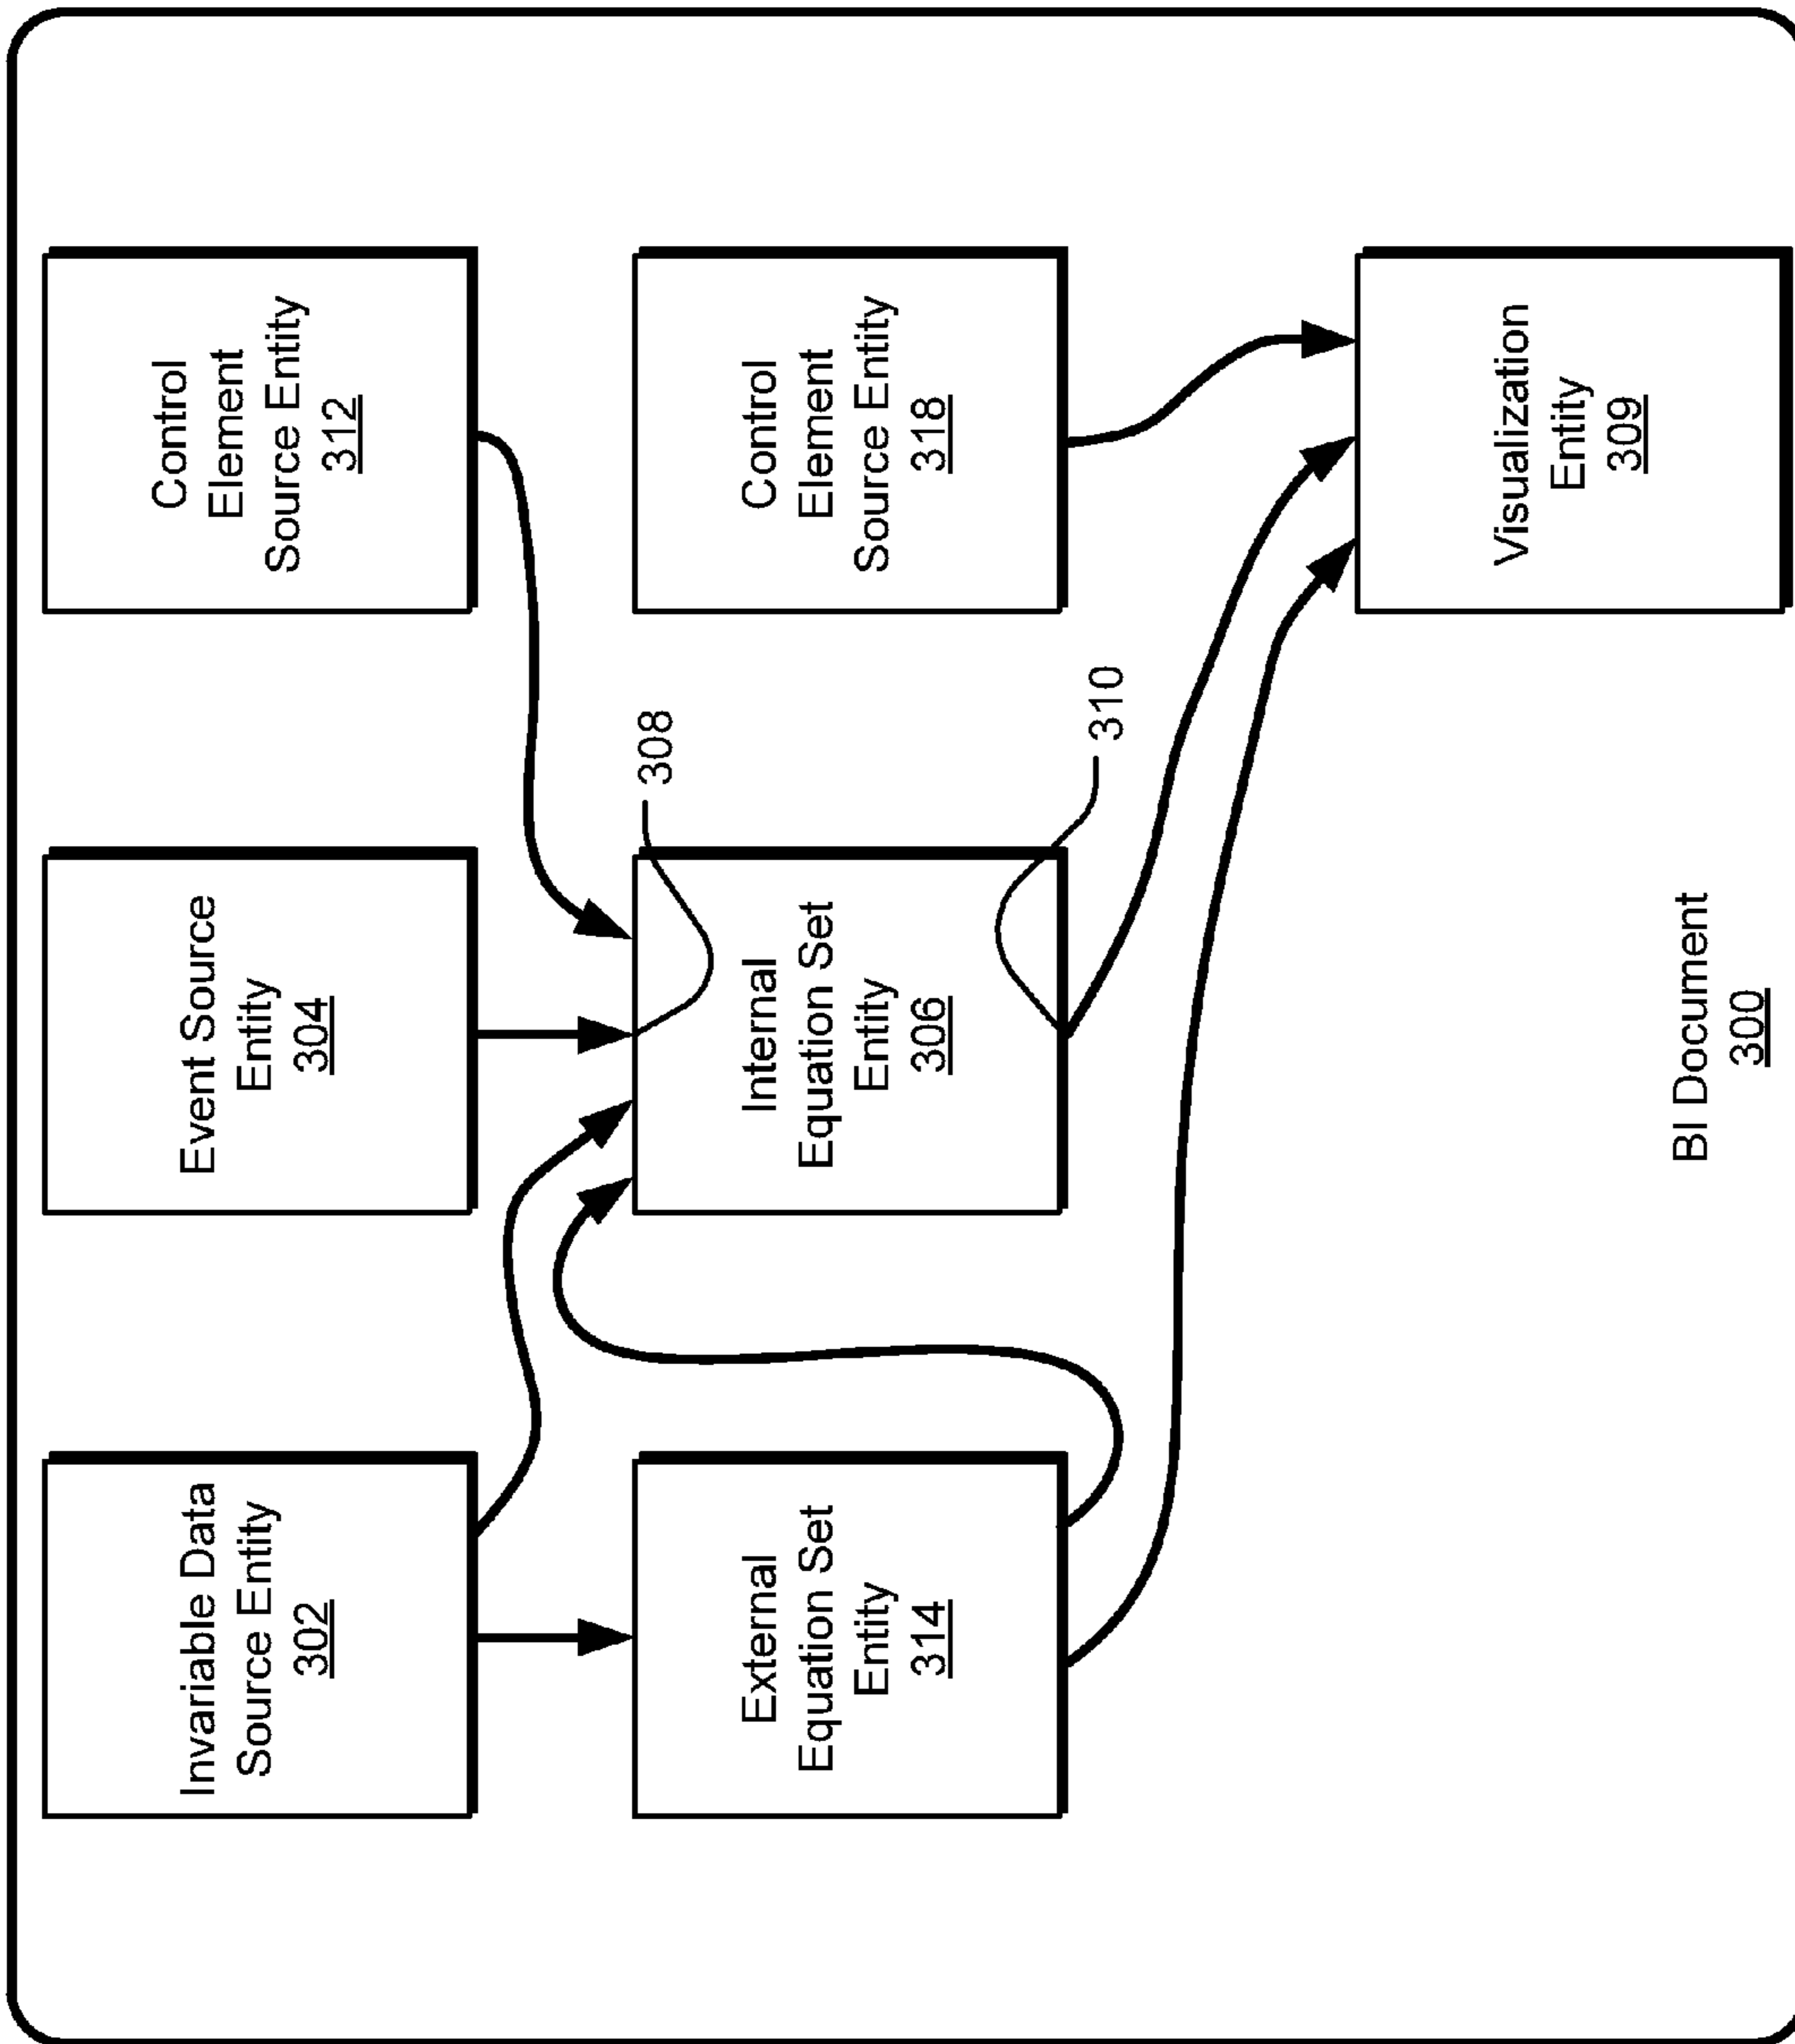 Invariable Data
Source Entity
302
Event Source
Entity
304
Control
Element
Source Entity
312
External
Equation Set
Entity
314
Internal
Equation Set
Entity
306
308
310
Control
Element
Source Entity
318
Visualization
Entity
309
BI Document
300